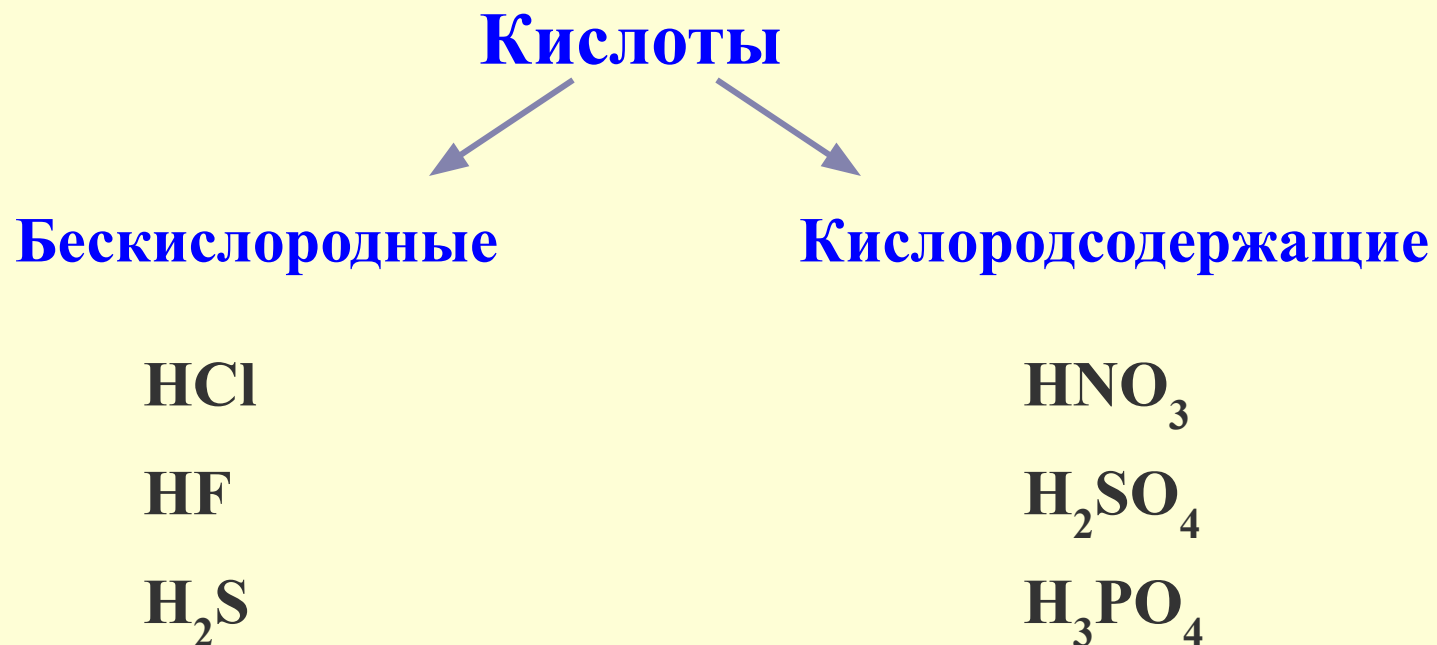 Кислоты
Бескислородные Кислородсодержащие
HCl HNO₃
HF H₂SO₄
H₂S H₃PO₄